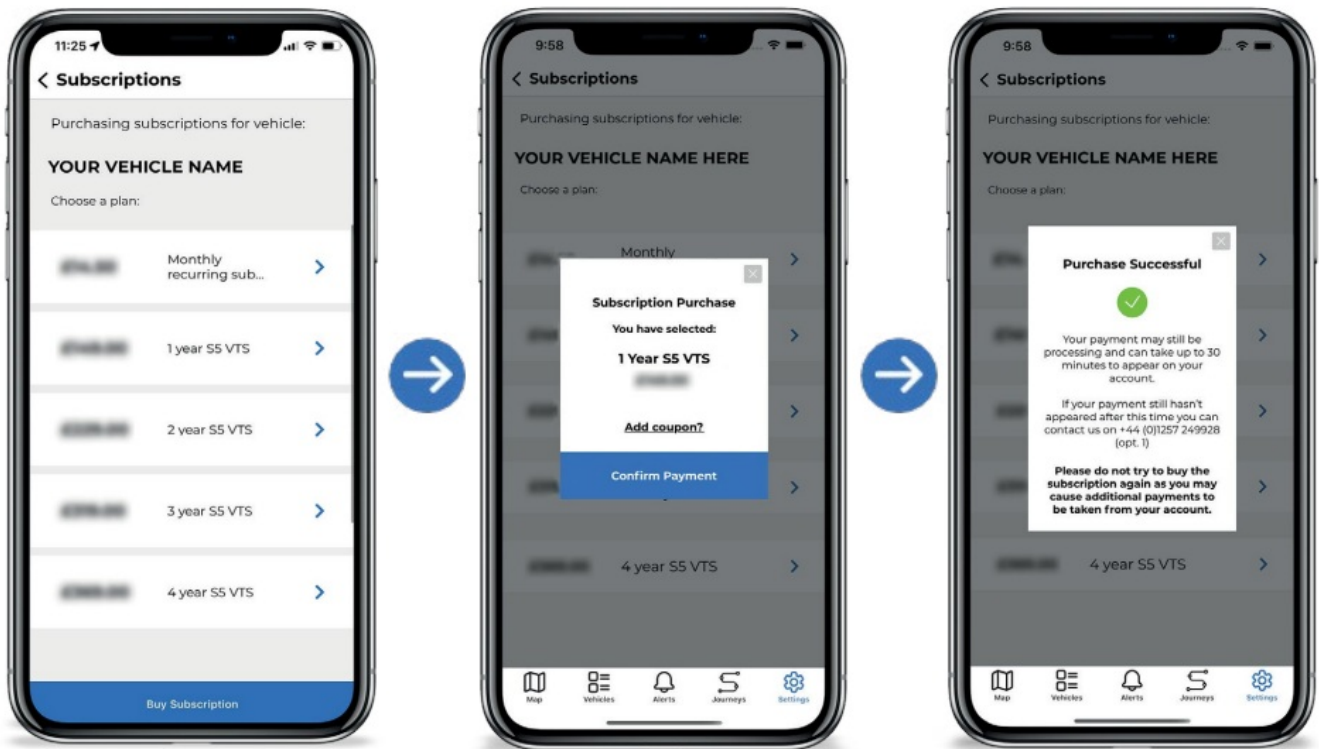 11:25
Subscriptions
Purchasing subscriptions for vehicle:
YOUR VEHICLE NAME
Choose a plan:
Monthly
recurring sub...
1 year S5 VTS
2 year S5 VTS
3 year S5 VTS
4 year S5 VTS
Buy Subscription
9:58
Subscriptions
Purchasing subscriptions for vehicle:
YOUR VEHICLE NAME HERE
Choose a plan:
Monthly
Subscription Purchase
You have selected:
1 Year S5 VTS
Add coupon?
Confirm Payment
4 year S5 VTS
Map
Vehicles
Alerts
Journeys
Settings
9:58
Subscriptions
Purchasing subscriptions for vehicle:
YOUR VEHICLE NAME HERE
Choose a plan:
Purchase Successful
Your payment may still be
processing and can take up to 30
minutes to appear on your
account.
If your payment still hasn't
appeared after this time you can
contact us on +44 (0)1257 249928
(opt. 1)
Please do not try to buy the
subscription again as you may
cause additional payments to
be taken from your account.
4 year S5 VTS
Map
Vehicles
Alerts
Journeys
Settings